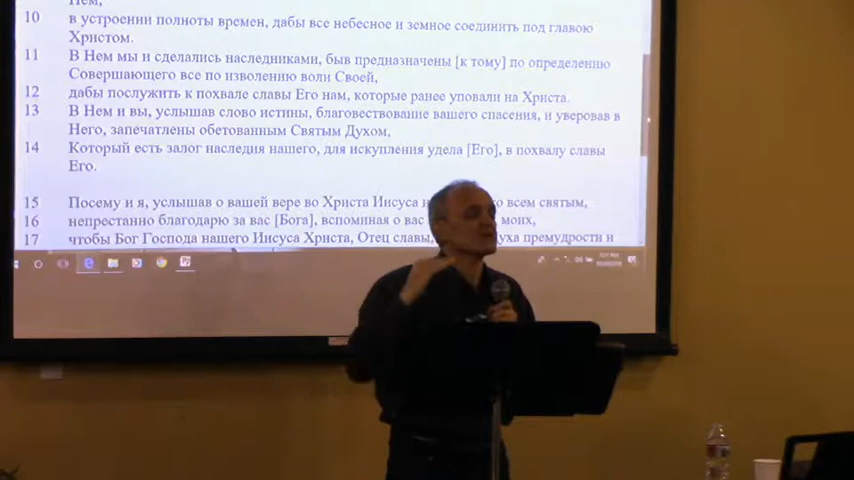 Нем,
10 в устроении полноты времен, дабы все небесное и земное соединить под главою
Христом.
11 В Нем мы и сделались наследниками, быв предназначены [к тому] по определению
Совершающего все по изволению воли Своей,
12 дабы послужить к похвале славы Его нам, которые ранее уповали на Христа.
13 В Нем и вы, услышав слово истины, благовествование вашего спасения, и уверовав в
Него, запечатлены обетованным Святым Духом,
14 Который есть залог наследия нашего, для искупления удела [Его], в похвалу славы
Его.
15 Посему и я, услышав о вашей вере во Христа Иисуса и ко всем святым,
16 непрестанно благодарю за вас [Бога], вспоминая о вас моих,
17 чтобы Бог Господа нашего Иисуса Христа, Отец славы, премудрости и